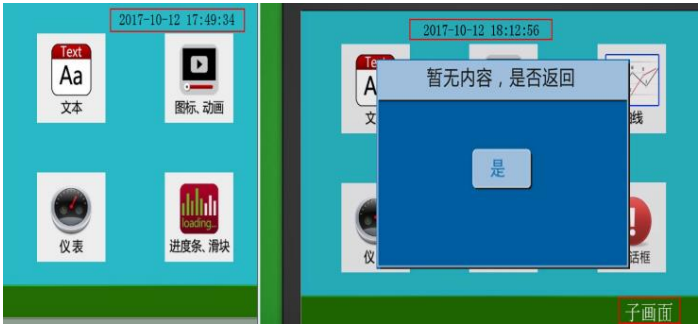 2017-10-12 17:49:34
Text
Aa
文本
图标、动画
loading...
仪表
进度条、滑块
2017-10-12 18:12:56
Te
A
文
线
暂无内容，是否返回
是
仪
话框
子画面